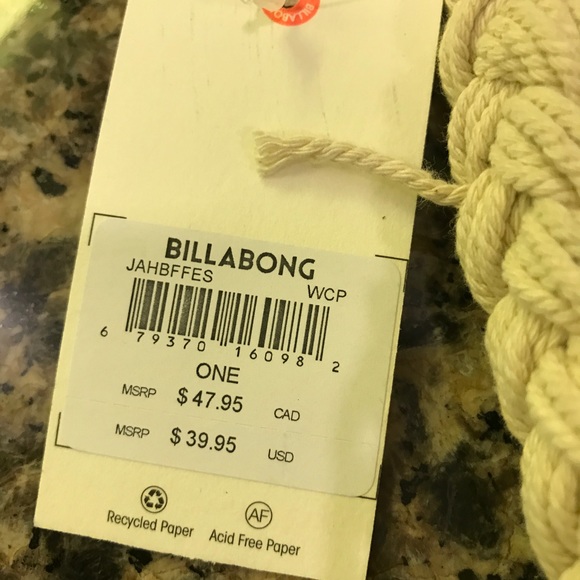 BILLABONG
BILLABONG
JAHBFFES
WCP
6 79370 16098 2
ONE
MSRP $47.95 CAD
MSRP $39.95 USD
AF
Recycled Paper
Acid Free Paper